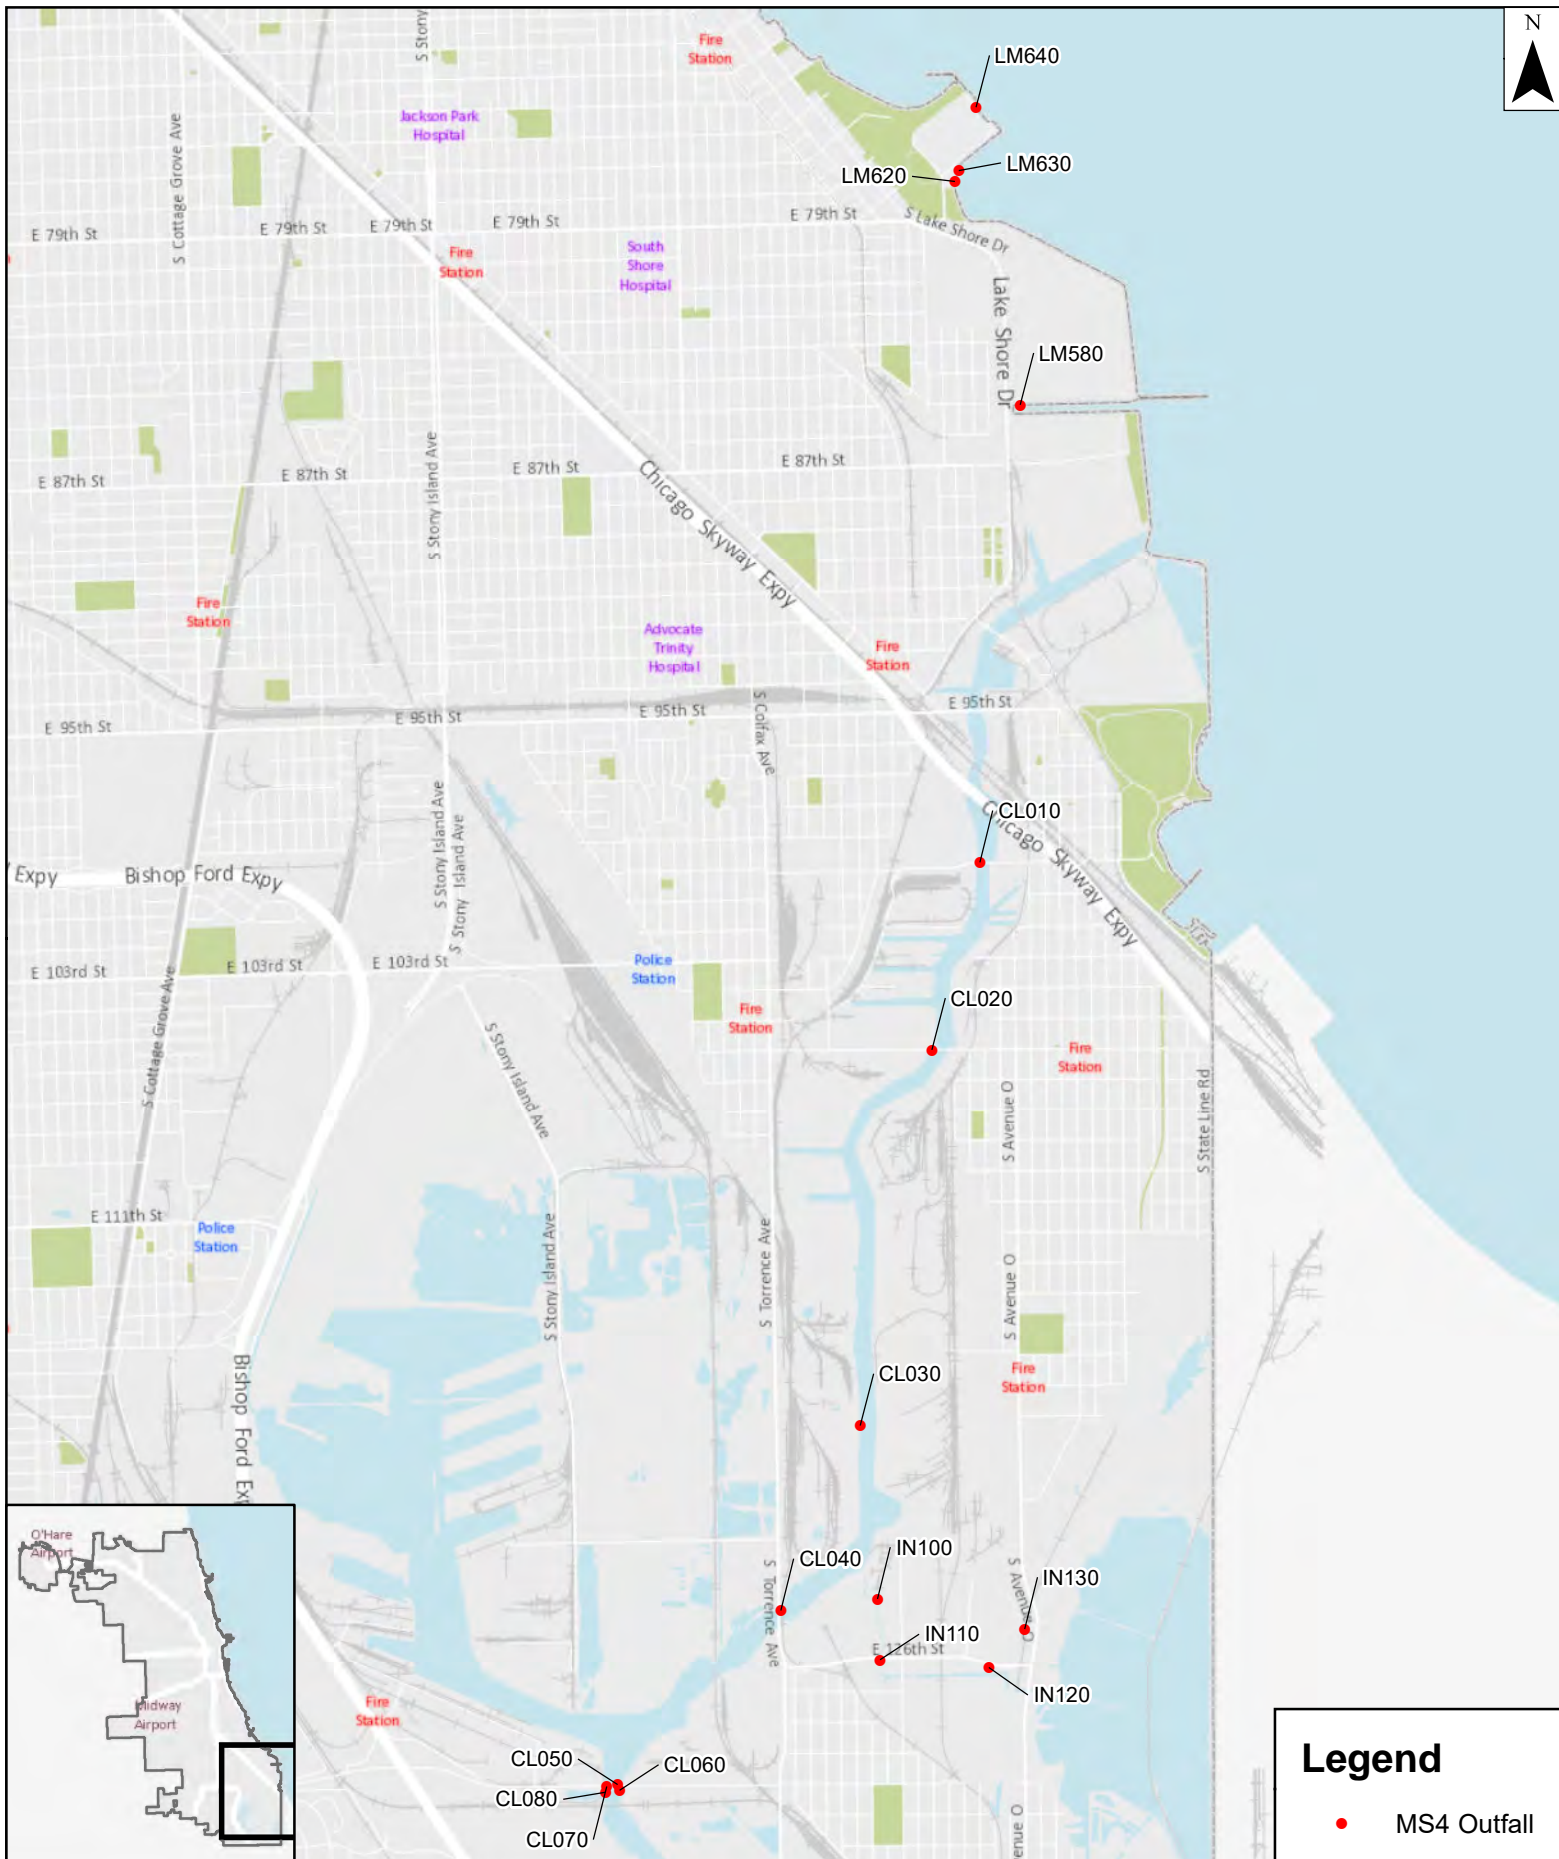 N
S Stony
Fire
Station
LM640
Jackson Park
Hospital
S Cottage Grove Ave
LM630
LM620
E 79th St
E 79th St
E 79th St
E 79th St
E 79th St
S Lake Shore Dr
Fire
Station
South
Shore
Hospital
Lake Shore Dr
LM580
E 87th St
E 87th St
E 87th St
E 87th St
S Stony Island Ave
Chicago Skyway Expy
Fire
Station
Advocate
Trinity
Hospital
Fire
Station
E 95th St
E 95th St
E 95th St
E 95th St
S Colfax Ave
S Stony Island Ave
S Stony Island Ave
CL010
Chicago Skyway Expy
Expy
Bishop Ford Expy
E 103rd St
E 103rd St
E 103rd St
Police
Station
S Cottage Grove Ave
CL020
Fire
Station
Fire
Station
S Stony Island Ave
S Avenue O
S State Line Rd
E 111th St
Police
Station
S Stony Island Ave
S Torrence Ave
S Avenue O
Bishop Ford Exp
CL030
Fire
Station
O'Hare
Airport
CL040
IN100
S Torrence Ave
S Avenue O
IN130
IN110
E 126th St
IN120
Midway
Airport
Fire
Station
CL050
CL060
CL080
CL070
enue O
Legend
MS4 Outfall